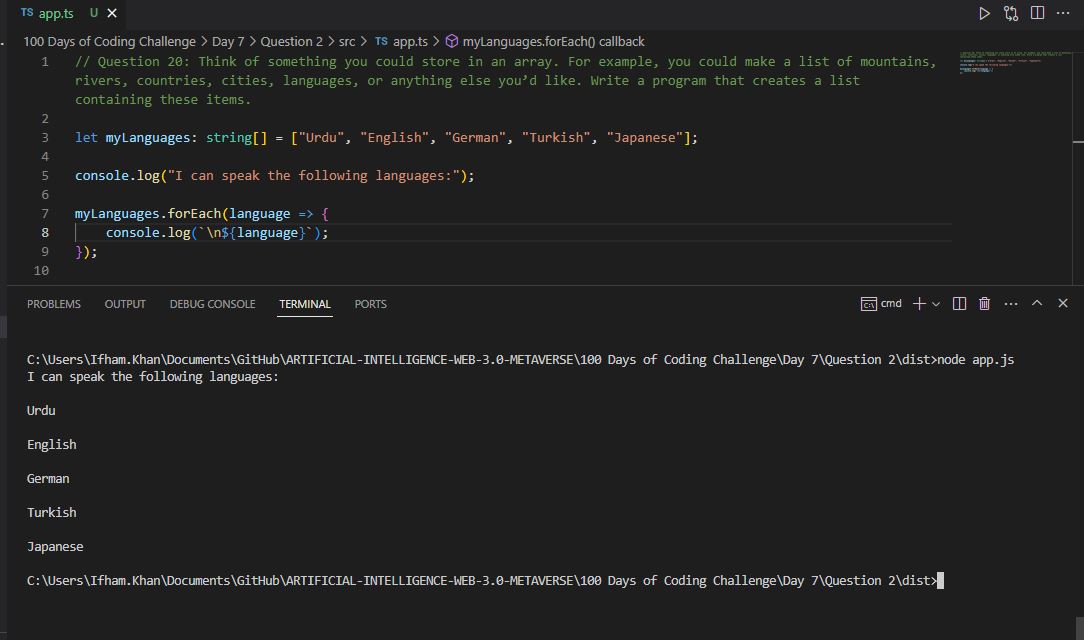 TS app.ts U
100 Days of Coding Challenge > Day 7 > Question 2 > src > TS app.ts > myLanguages.forEach() callback
1 // Question 20: Think of something you could store in an array. For example, you could make a list of mountains,
rivers, countries, cities, languages, or anything else you’d like. Write a program that creates a list
containing these items.
2
3 let myLanguages: string[] = ["Urdu", "English", "German", "Turkish", "Japanese"];
4
5 console.log("I can speak the following languages:");
6
7 myLanguages.forEach(language => {
8 console.log(`\n${language}`);
9 });
10
PROBLEMS OUTPUT DEBUG CONSOLE TERMINAL PORTS cmd
C:\Users\Ifham.Khan\Documents\GitHub\ARTIFICIAL-INTELLIGENCE-WEB-3.0-METAVERSE\100 Days of Coding Challenge\Day 7\Question 2\dist>node app.js
I can speak the following languages:
Urdu
English
German
Turkish
Japanese
C:\Users\Ifham.Khan\Documents\GitHub\ARTIFICIAL-INTELLIGENCE-WEB-3.0-METAVERSE\100 Days of Coding Challenge\Day 7\Question 2\dist>